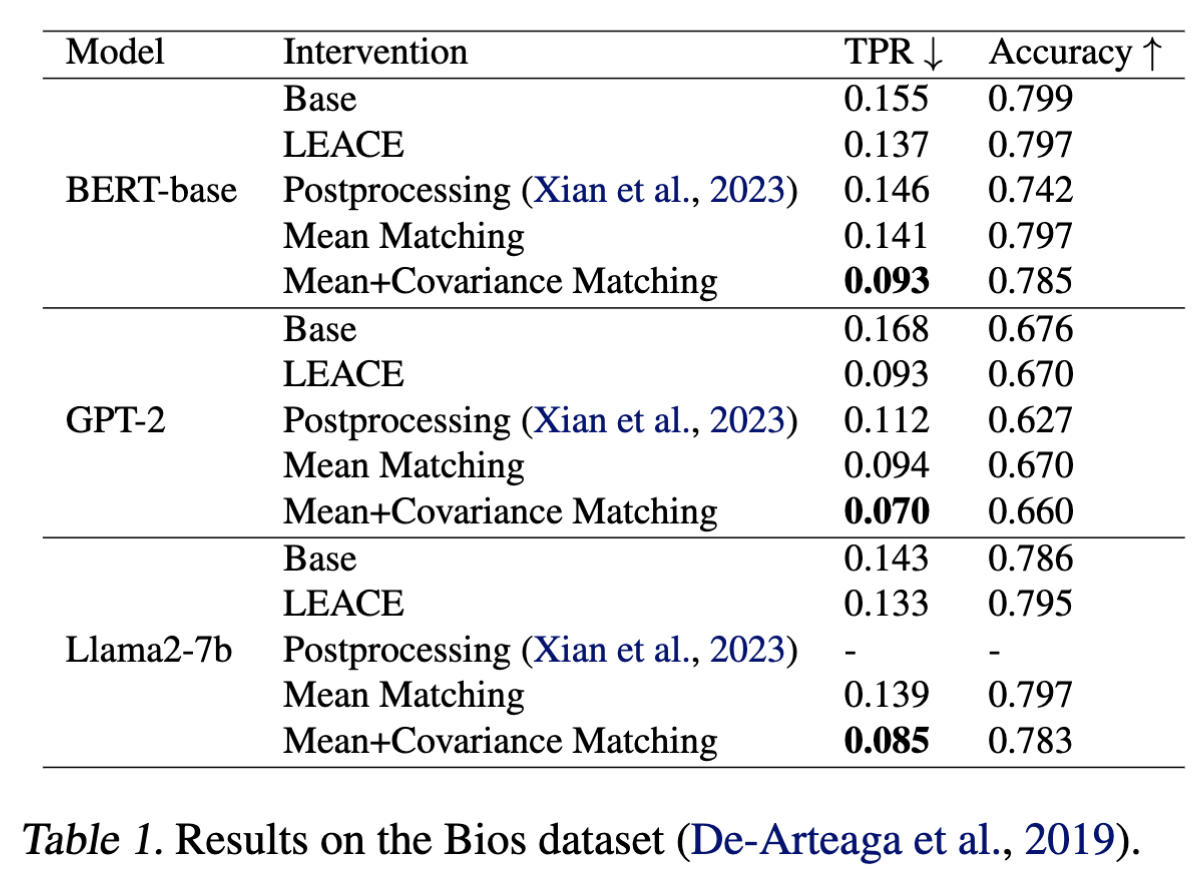 Model Intervention TPR ↓ Accuracy ↑
Base 0.155 0.799
LEACE 0.137 0.797
BERT-base Postprocessing (Xian et al., 2023) 0.146 0.742
Mean Matching 0.141 0.797
Mean+Covariance Matching 0.093 0.785
Base 0.168 0.676
LEACE 0.093 0.670
GPT-2 Postprocessing (Xian et al., 2023) 0.112 0.627
Mean Matching 0.094 0.670
Mean+Covariance Matching 0.070 0.660
Base 0.143 0.786
LEACE 0.133 0.795
Llama2-7b Postprocessing (Xian et al., 2023) - -
Mean Matching 0.139 0.797
Mean+Covariance Matching 0.085 0.783
Table 1. Results on the Bios dataset (De-Arteaga et al., 2019).